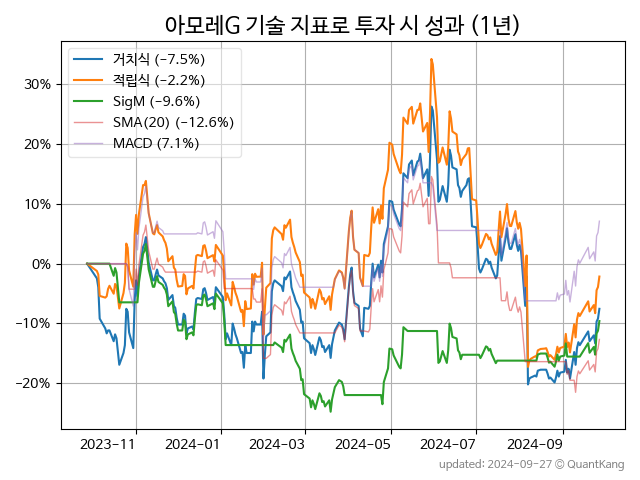 아모레G 기술 지표로 투자 시 성과 (1년)
거치식 (−7.5%)
적립식 (−2.2%)
SigM (−9.6%)
SMA(20) (−12.6%)
MACD (7.1%)
30%
20%
10%
0%
−10%
−20%
2023-11 2024-01 2024-03 2024-05 2024-07 2024-09
updated: 2024-09-27 © QuantKang